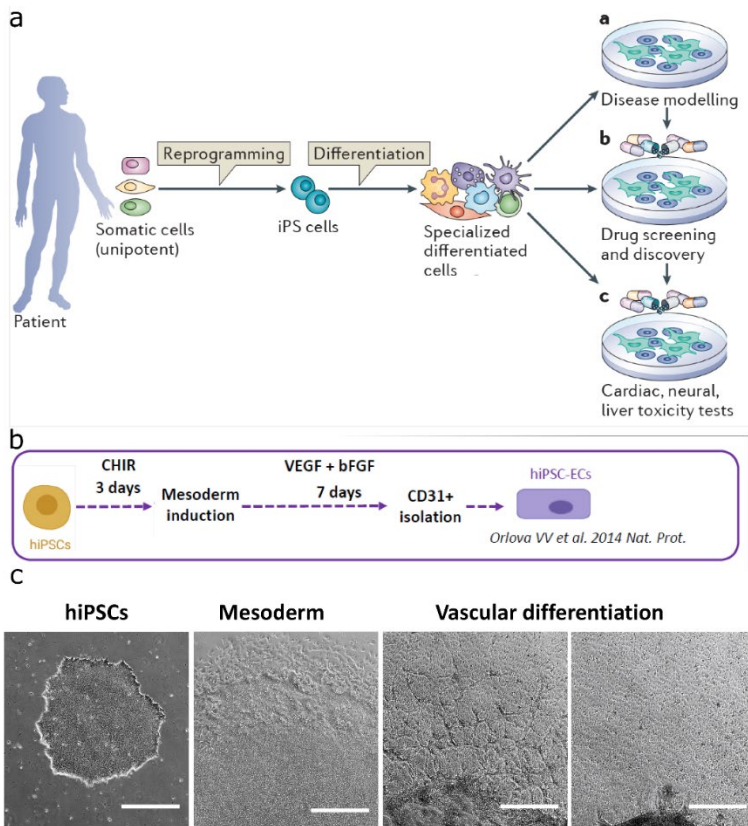 a
Patient
Somatic cells
(unipotent)
Reprogramming
iPS cells
Differentiation
Specialized
differentiated
cells
a
Disease modelling
b
Drug screening
and discovery
c
Cardiac, neural,
liver toxicity tests
b
hiPSCs
CHIR
3 days
Mesoderm
induction
VEGF + bFGF
7 days
CD31+
isolation
hiPSC-ECs
Orlova VV et al. 2014 Nat. Prot.
c
hiPSCs
Mesoderm
Vascular differentiation